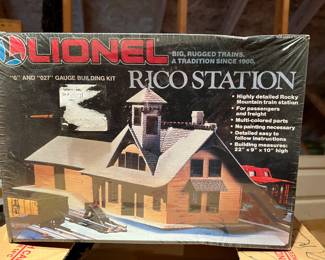 LIONEL
BIG, RUGGED TRAINS.
A TRADITION SINCE 1900.
"O" AND "027" GAUGE BUILDING KIT
RICO STATION
• Highly detailed Rocky
Mountain train station
• For passengers
and freight
• Multi-colored parts
• No painting necessary
• Detailed easy to
follow instructions
• Building measures:
22" x 9" x 10" high